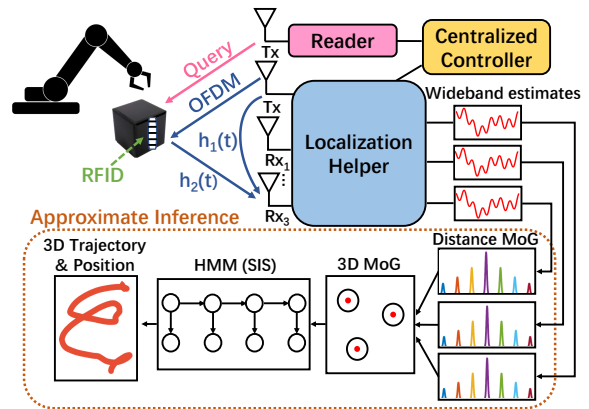 Tx
Reader
Centralized
Controller
Query
OFDM
Tx
Wideband estimates
h₁(t)
Rx₁
Localization
Helper
RFID
h₂(t)
Rx₃
Approximate Inference
3D Trajectory
& Position
HMM (SIS)
3D MoG
Distance MoG